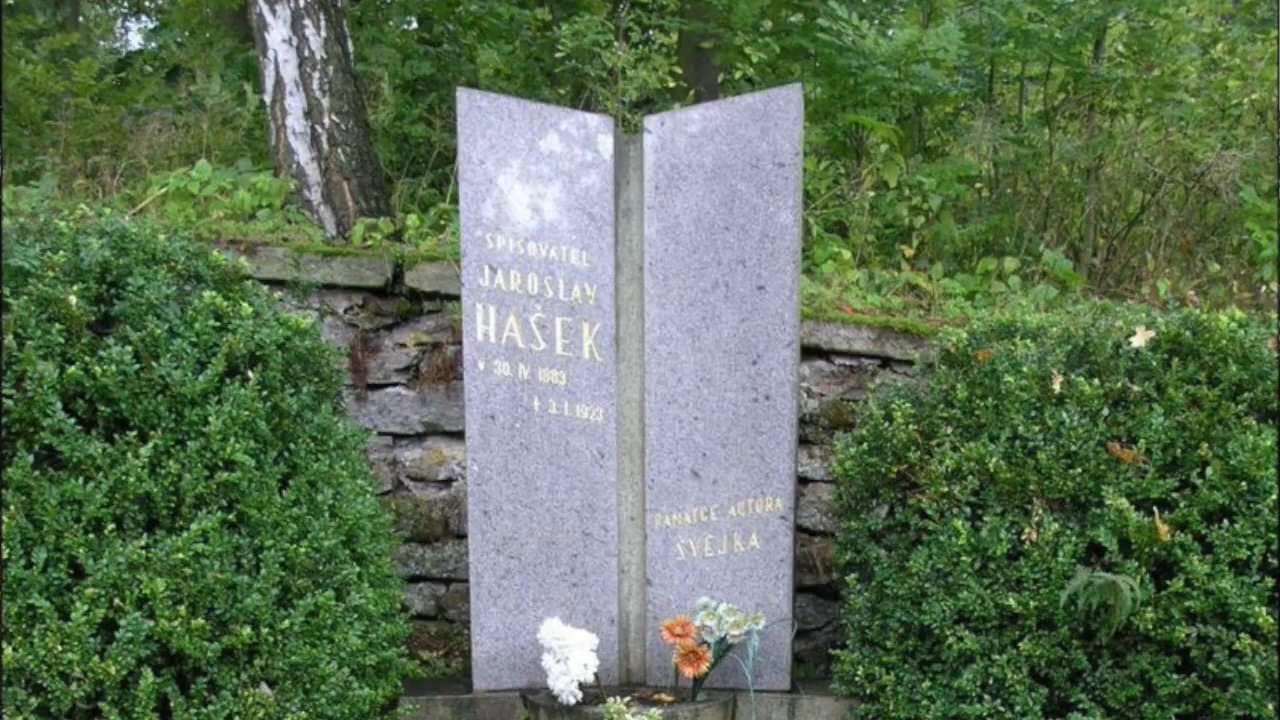 SPISOVATEL
JAROSLAV
HAŠEK
30. IV 1883
† 3. I. 1923
PAMÁTCE AUTORA
ŠVEJKA